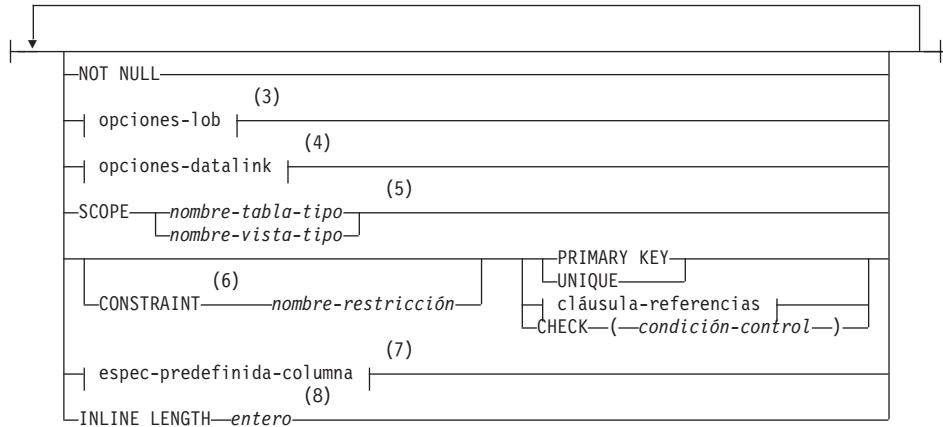 NOT NULL
(3)
opciones-lob
(4)
opciones-datalink
(5)
SCOPE nombre-tabla-tipo
nombre-vista-tipo
PRIMARY KEY
(6) UNIQUE
CONSTRAINT nombre-restricción cláusula-referencias
CHECK ( condición-control )
(7)
espec-predefinida-columna
(8)
INLINE LENGTH entero